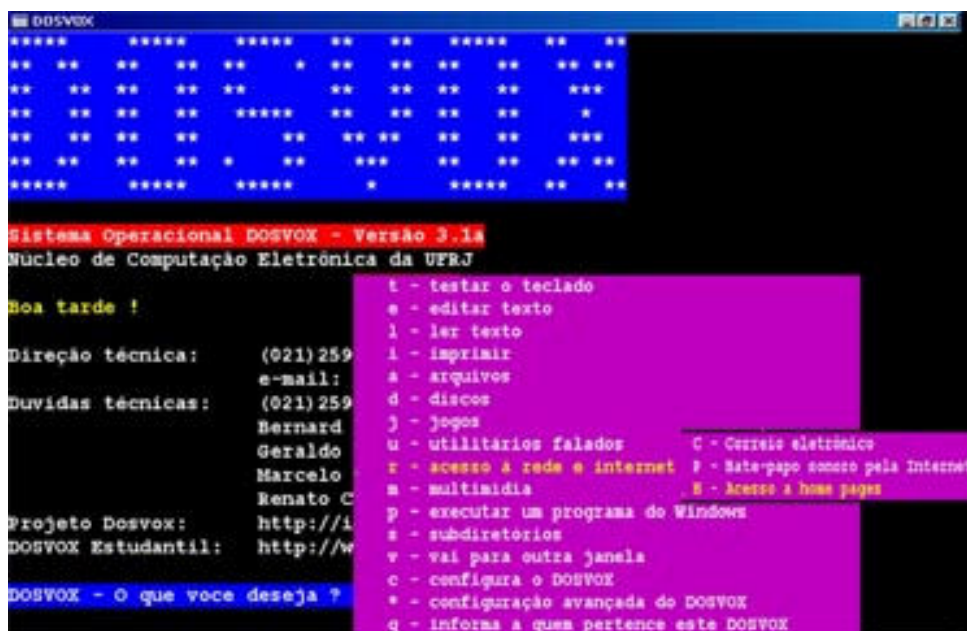 DOSVOX
DOSVOX
Sistema Operacional DOSVOX - Versão 3.1a
Núcleo de Computação Eletrônica da UFRJ
Boa tarde !
Direção técnica: (021)259
e-mail:
Duvidas técnicas: (021)259
Bernard
Geraldo
Marcelo
Renato C
Projeto Dosvox: http://i
DOSVOX Estudantil: http://w
DOSVOX - O que voce deseja ?
t - testar o teclado
e - editar texto
l - ler texto
i - imprimir
a - arquivos
d - discos
j - jogos
u - utilitários falados
r - acesso à rede e internet
m - multimídia
p - executar um programa do Windows
s - subdiretórios
v - vai para outra janela
c - configura o DOSVOX
* - configuração avançada do DOSVOX
q - informa a quem pertence este DOSVOX
C - Correio eletrônico
P - Bate-papo sonoro pela Internet
H - Acesso a home pages